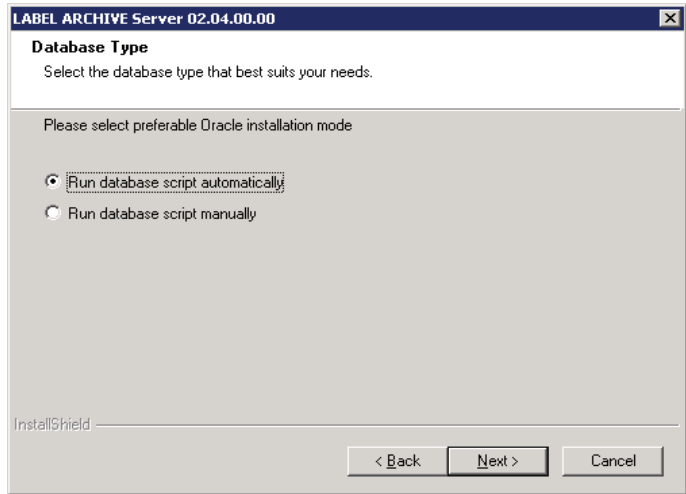 LABEL ARCHIVE Server 02.04.00.00
Database Type
Select the database type that best suits your needs.
Please select preferable Oracle installation mode
Run database script automatically
Run database script manually
InstallShield
< Back
Next >
Cancel